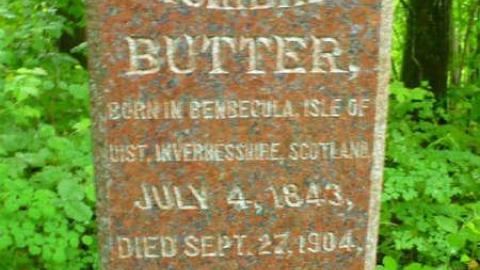 BUTTER,
BORN IN BENBECULA, ISLE OF
UIST, INVERNESSHIRE, SCOTLAND.
JULY 4, 1843,
DIED SEPT. 27, 1904.